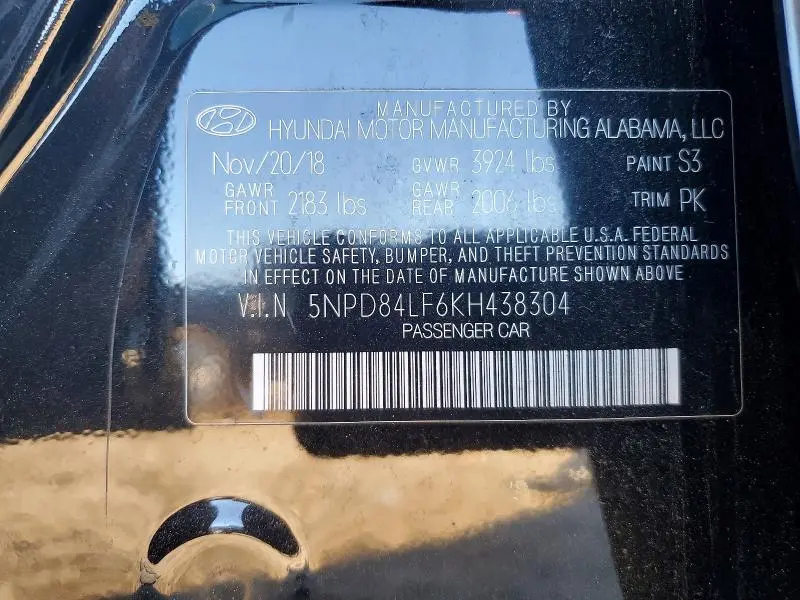 MANUFACTURED BY
HYUNDAI MOTOR MANUFACTURING ALABAMA, LLC
Nov/20/18 GVWR 3924 lbs PAINT S3
GAWR FRONT 2183 lbs GAWR REAR 2006 lbs TRIM PK
THIS VEHICLE CONFORMS TO ALL APPLICABLE U.S.A. FEDERAL
MOTOR VEHICLE SAFETY, BUMPER, AND THEFT PREVENTION STANDARDS
IN EFFECT ON THE DATE OF MANUFACTURE SHOWN ABOVE
V.I.N 5NPD84LF6KH438304
PASSENGER CAR